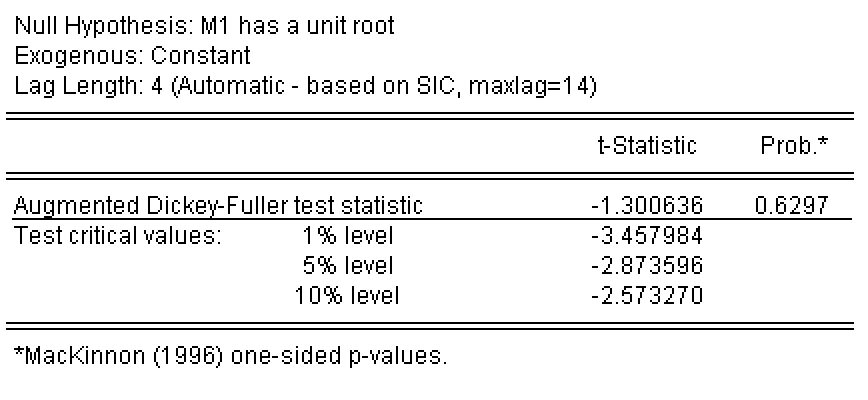 Null Hypothesis: M1 has a unit root
Exogenous: Constant
Lag Length: 4 (Automatic - based on SIC, maxlag=14)
t-Statistic Prob.*
Augmented Dickey-Fuller test statistic -1.300636 0.6297
Test critical values: 1% level -3.457984
5% level -2.873596
10% level -2.573270
*MacKinnon (1996) one-sided p-values.